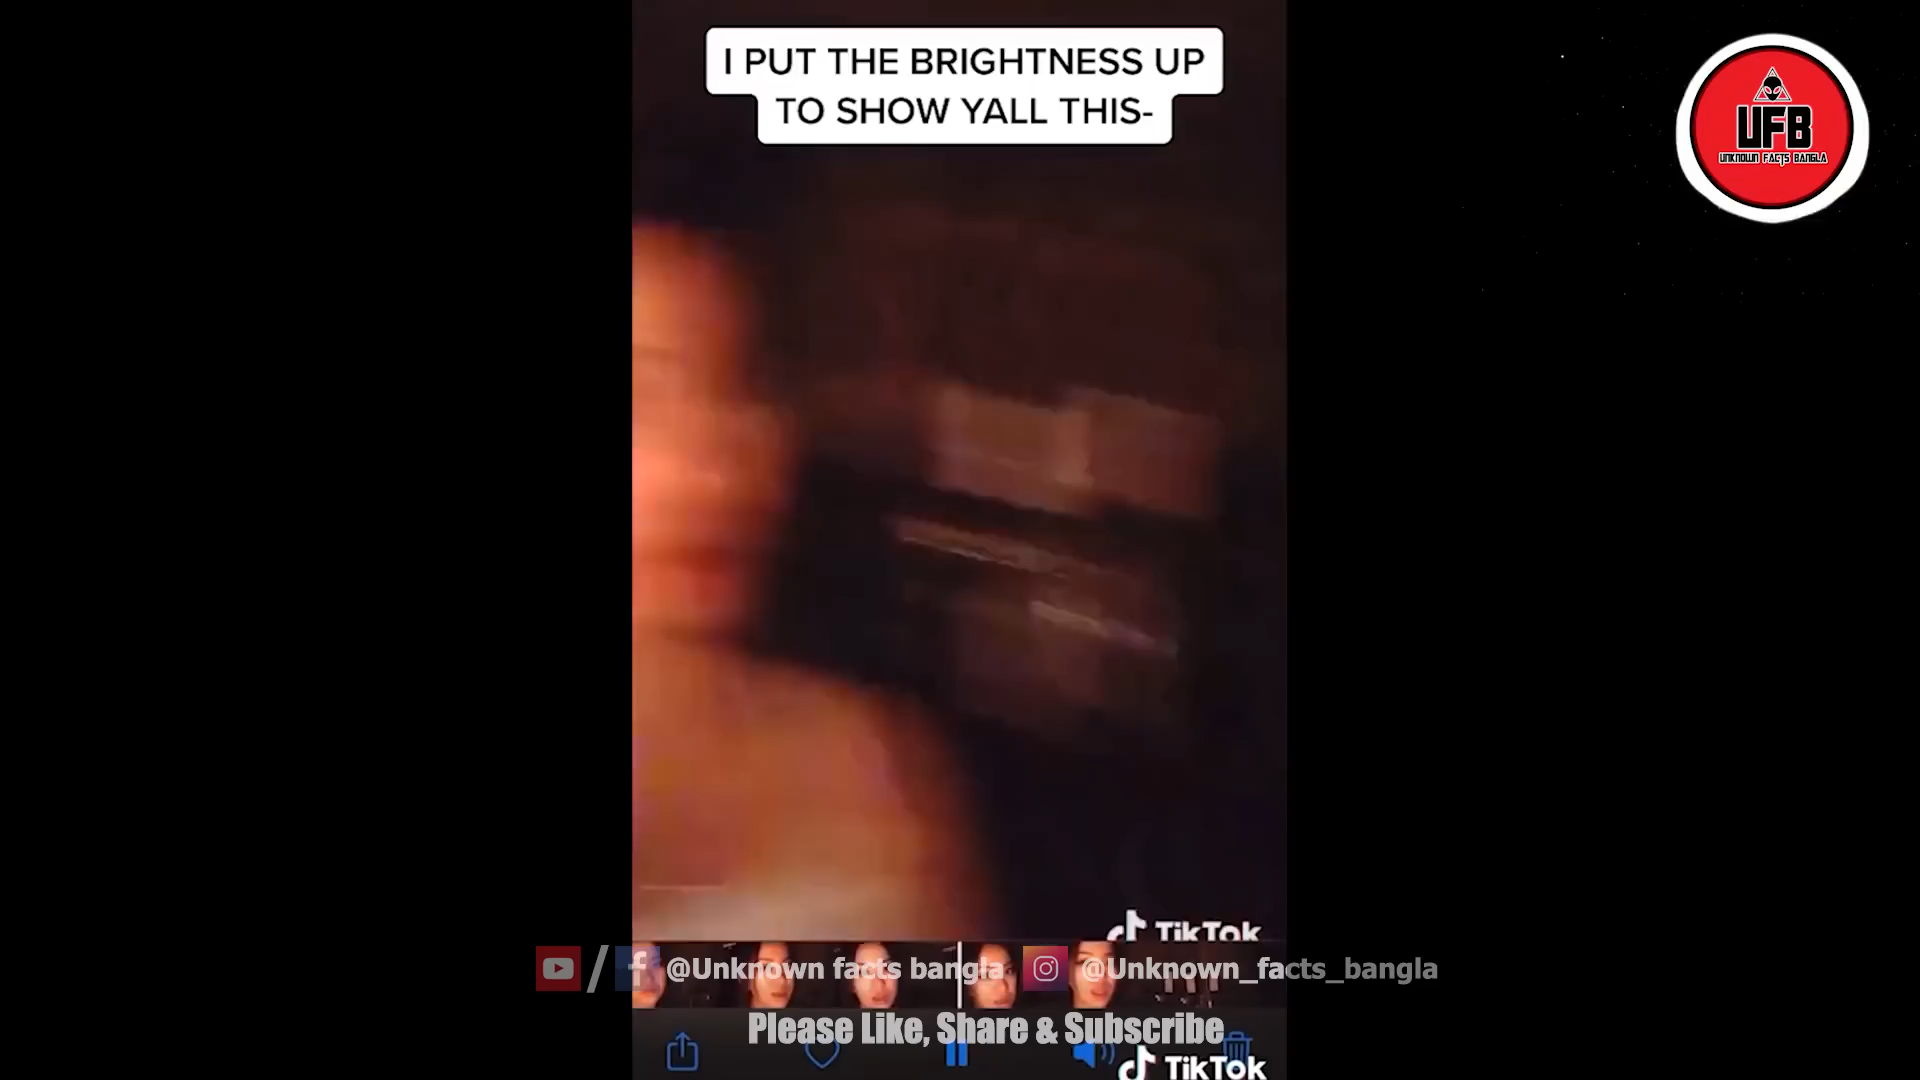 I PUT THE BRIGHTNESS UP
TO SHOW YALL THIS-
UFB
UNKNOWN FACTS BANGLA
TikTok
@Unknown facts bangla
@Unknown_facts_bangla
Please Like, Share & Subscribe
TikTok